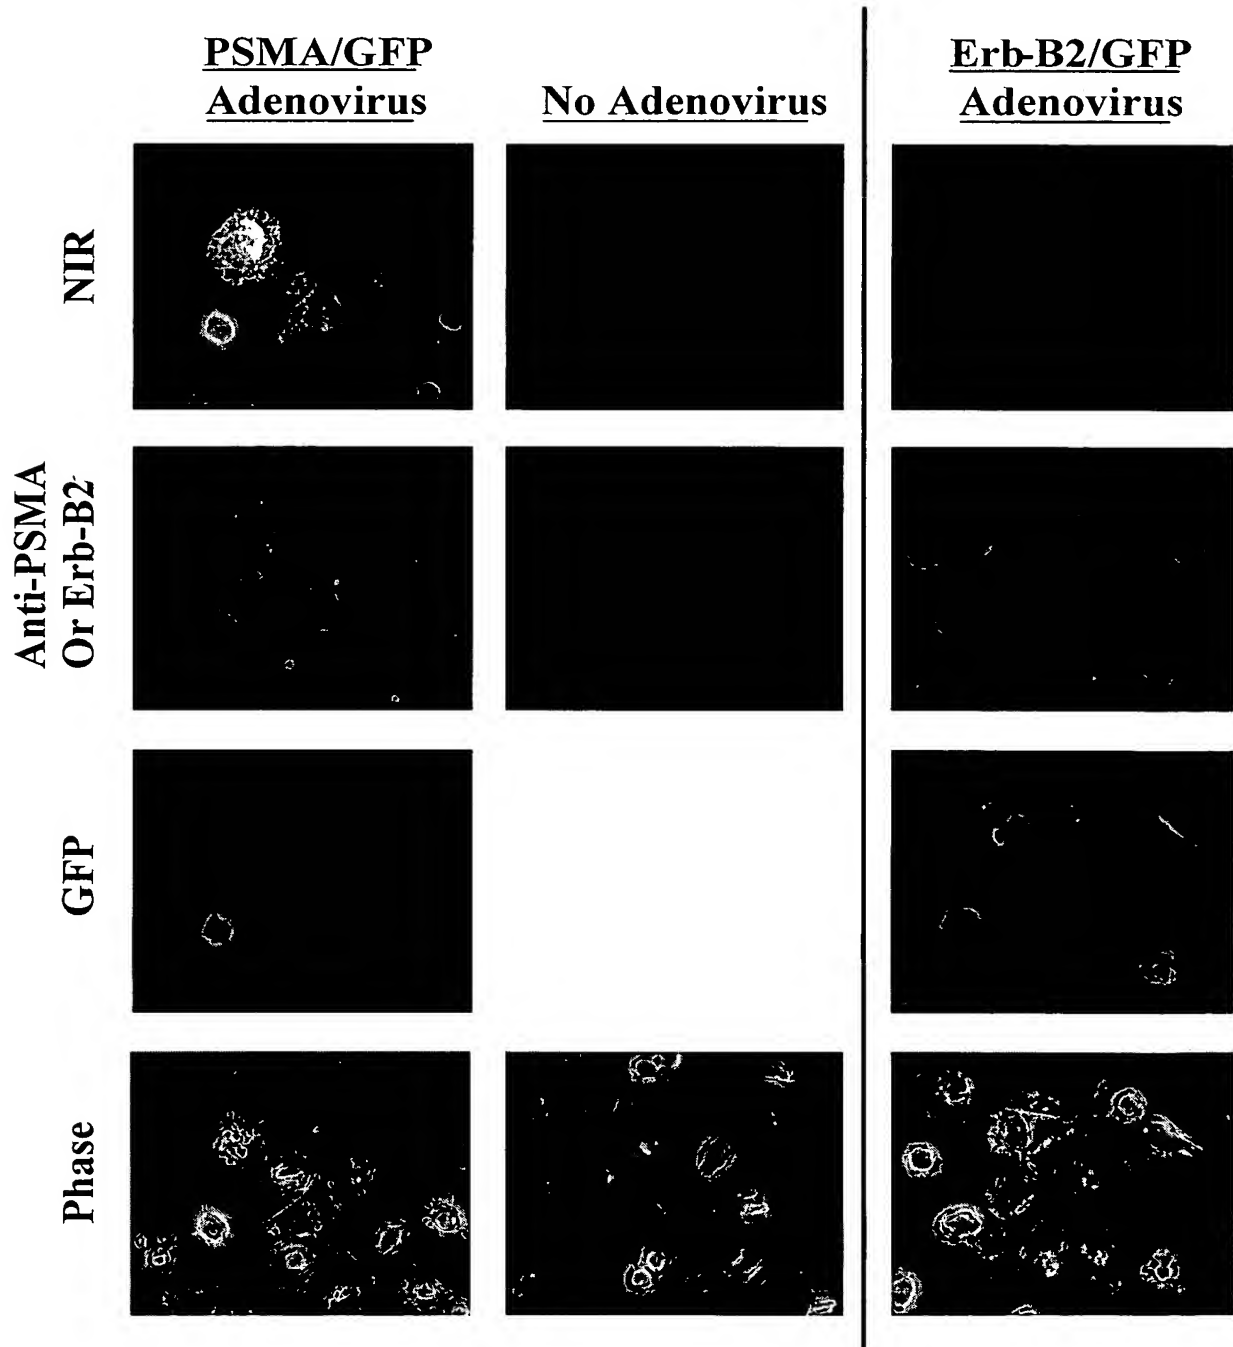 PSMA/GFP
Adenovirus
No Adenovirus
Erb-B2/GFP
Adenovirus
NIR
Anti-PSMA
Or Erb-B2
GFP
Phase